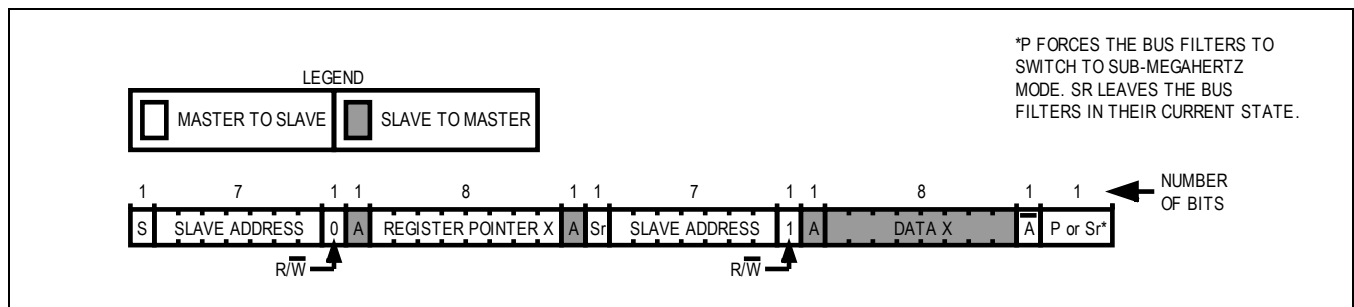 *P FORCES THE BUS FILTERS TO
SWITCH TO SUB-MEGAHERTZ
MODE. SR LEAVES THE BUS
FILTERS IN THEIR CURRENT STATE.
LEGEND
MASTER TO SLAVE SLAVE TO MASTER
1 7 1 1 8 1 1 7 1 1 8 1 1 NUMBER
OF BITS
S SLAVE ADDRESS 0 A REGISTER POINTER X A Sr SLAVE ADDRESS 1 A DATA X A̅ P or Sr*
R/W̅ R/W̅